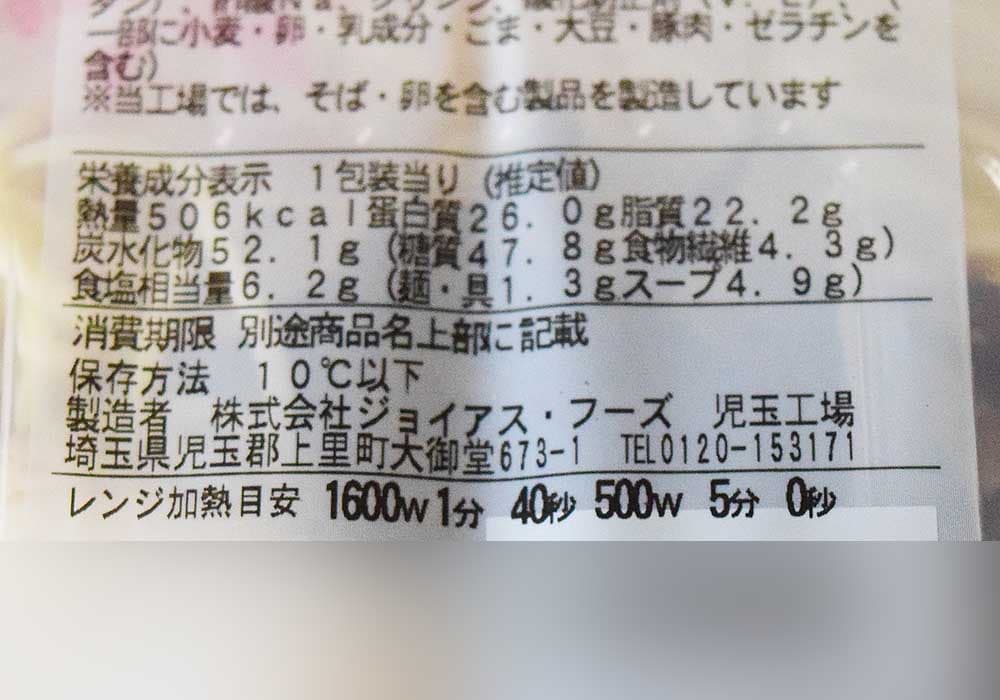 一部に小麦・卵・乳成分・ごま・大豆・豚肉・ゼラチンを
含む)
※当工場では、そば・卵を含む製品を製造しています
栄養成分表示 1包装当り (推定値)
熱量506kcal蛋白質26.0g脂質22.2g
炭水化物52.1g (糖質47.8g食物繊維4.3g)
食塩相当量6.2g (麺・具1.3gスープ4.9g)
消費期限 別途商品名上部に記載
保存方法 10℃以下
製造者 株式会社ジョイアス・フーズ 児玉工場
埼玉県児玉郡上里町大御堂673-1 TEL0120-153171
レンジ加熱目安 1600W 1分 40秒 500W 5分 0秒